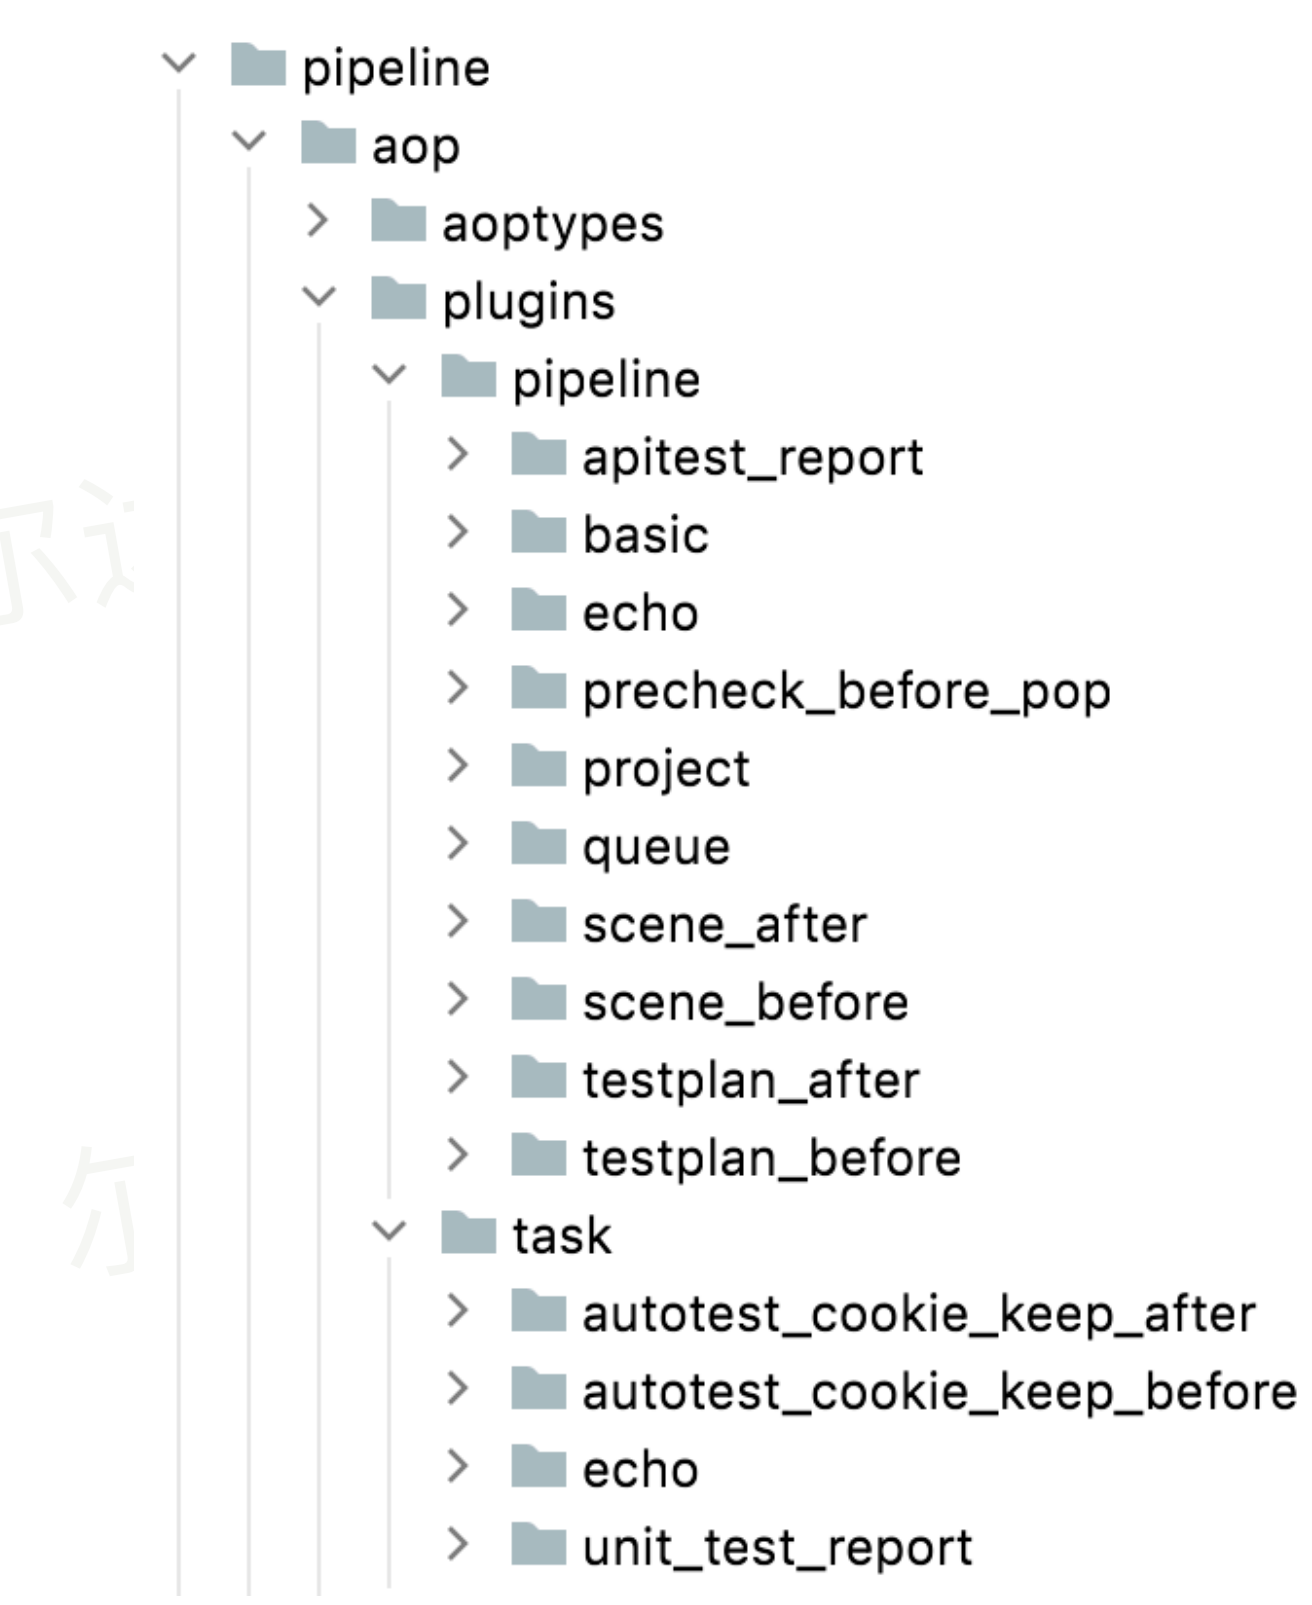 pipeline
aop
aoptypes
plugins
pipeline
apitest_report
basic
echo
precheck_before_pop
project
queue
scene_after
scene_before
testplan_after
testplan_before
task
autotest_cookie_keep_after
autotest_cookie_keep_before
echo
unit_test_report